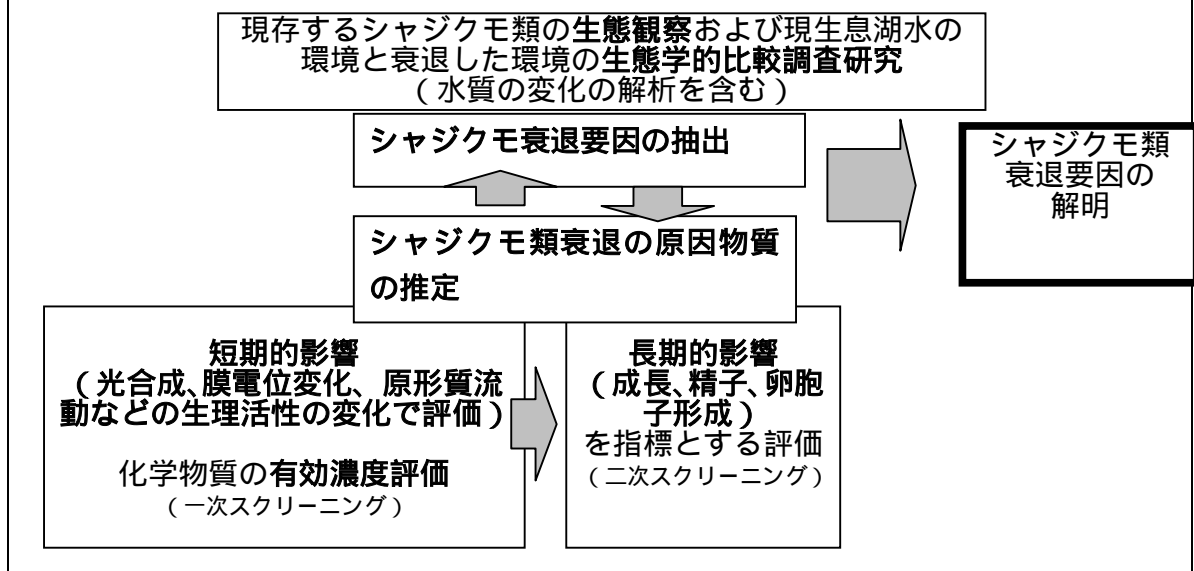 現存するシャジクモ類の生態観察および現生息湖水の
環境と衰退した環境の生態学的比較調査研究
（水質の変化の解析を含む）
シャジクモ衰退要因の抽出
シャジクモ類
衰退要因の
解明
シャジクモ類衰退の原因物質
の推定
短期的影響
（光合成、膜電位変化、原形質流
動などの生理活性の変化で評価）
化学物質の有効濃度評価
（一次スクリーニング）
長期的影響
（成長、精子、卵胞
子形成）
を指標とする評価
（二次スクリーニング）